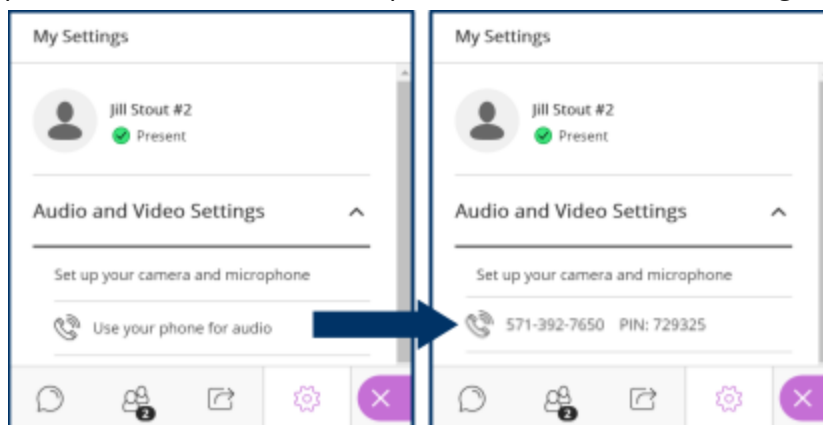 My Settings
Jill Stout #2
Present
Audio and Video Settings
Set up your camera and microphone
Use your phone for audio
2
My Settings
Jill Stout #2
Present
Audio and Video Settings
Set up your camera and microphone
571-392-7650 PIN: 729325
2